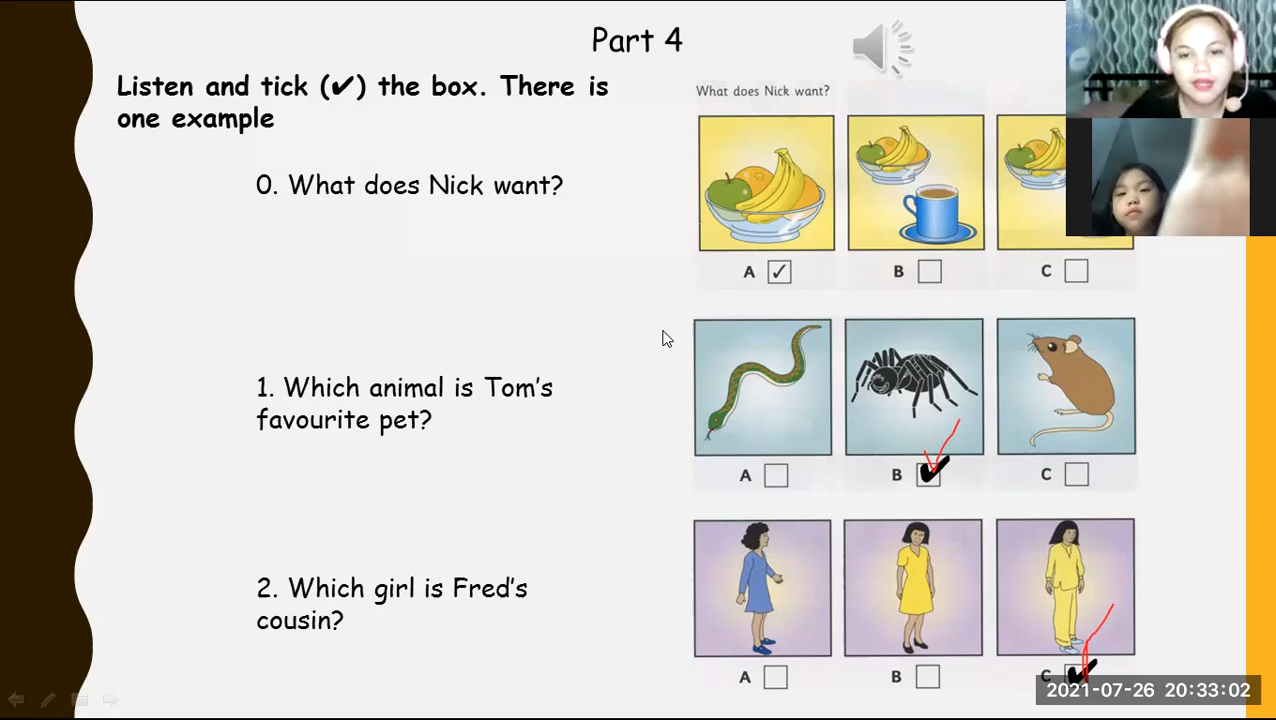 Part 4
Listen and tick (✔) the box. There is
one example
What does Nick want?
0. What does Nick want?
A ✓ B C
1. Which animal is Tom's
favourite pet?
A B ✔ C
2. Which girl is Fred's
cousin?
A B C ✔
2021-07-26 20:33:02